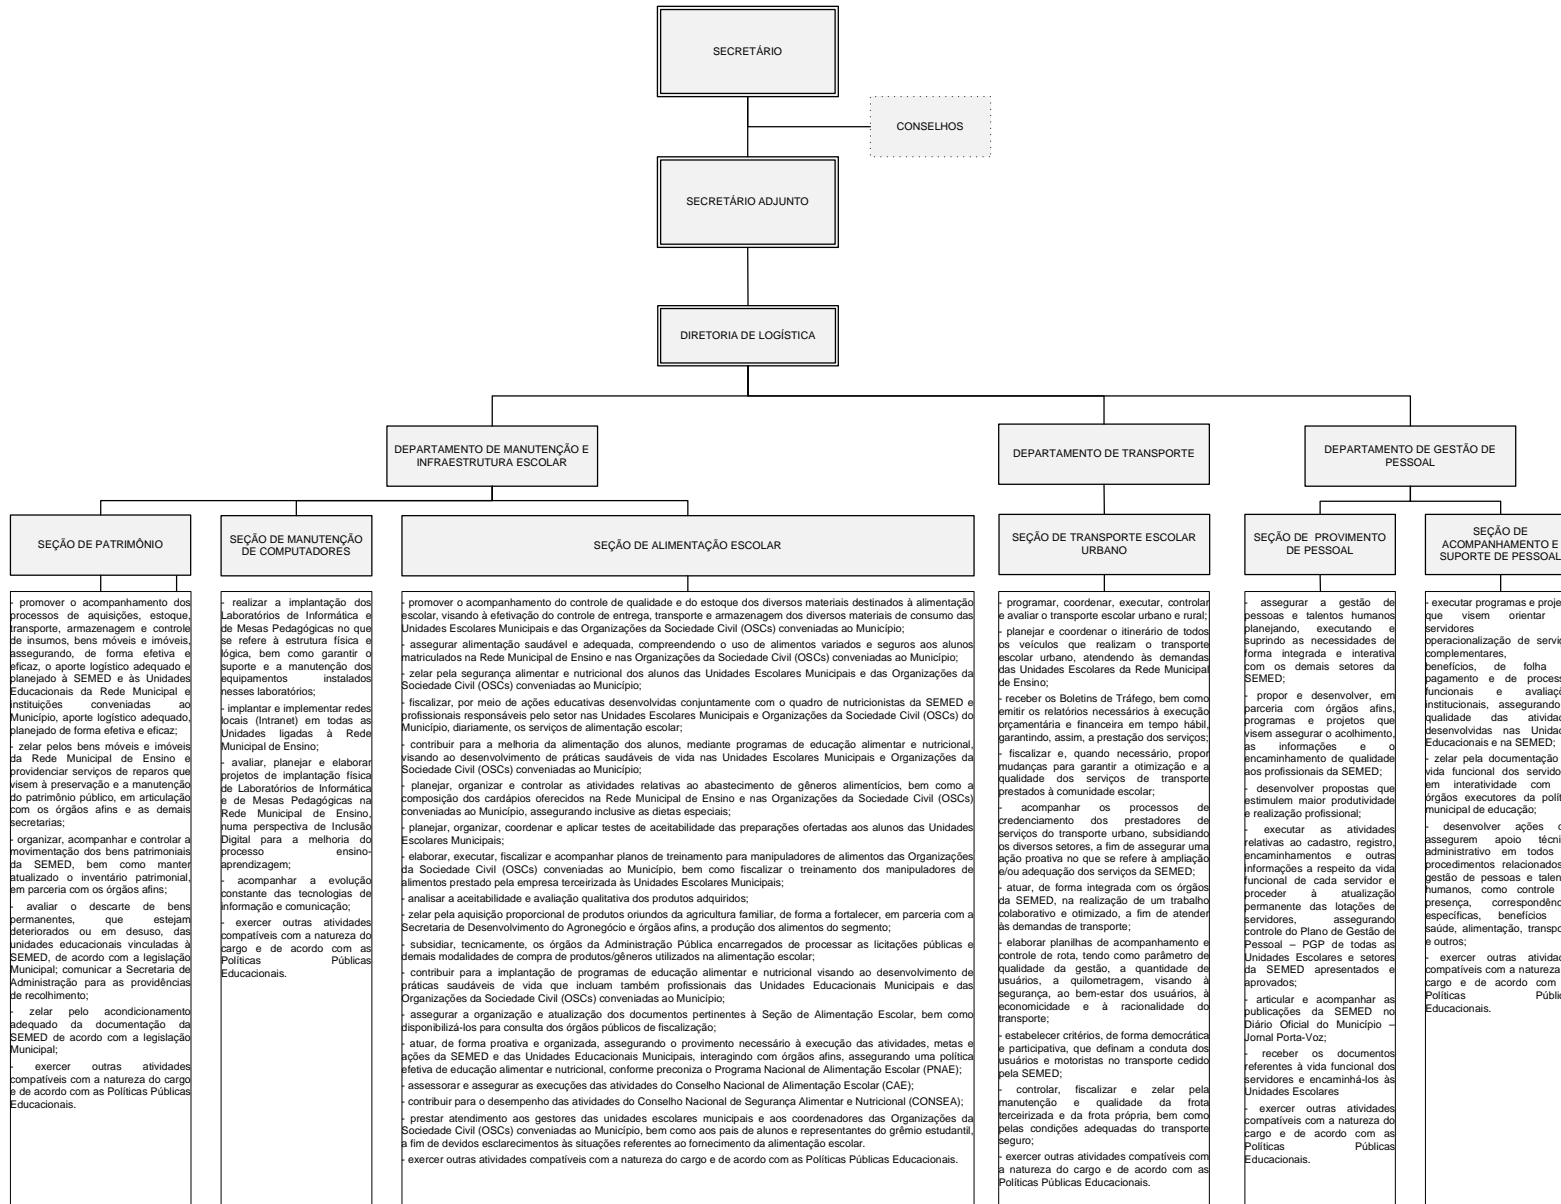 SECRETÁRIO
CONSELHOS
SECRETÁRIO ADJUNTO
DIRETORIA DE LOGÍSTICA
DEPARTAMENTO DE MANUTENÇÃO E
INFRAESTRUTURA ESCOLAR
DEPARTAMENTO DE TRANSPORTE
DEPARTAMENTO DE GESTÃO DE
PESSOAL
SEÇÃO DE PATRIMÔNIO
SEÇÃO DE MANUTENÇÃO
DE COMPUTADORES
SEÇÃO DE ALIMENTAÇÃO ESCOLAR
SEÇÃO DE TRANSPORTE ESCOLAR
URBANO
SEÇÃO DE PROVIMENTO
DE PESSOAL
SEÇÃO DE
ACOMPANHAMENTO E
SUPORTE DE PESSOAL
- promover o acompanhamento dos
processos de aquisições, estoque,
transporte, armazenagem e controle
de insumos, bens móveis e imóveis,
assegurando, de forma efetiva e
eficaz, o aporte logístico adequado e
planejado à SEMED e às Unidades
Educacionais da Rede Municipal e
instituições conveniadas ao
Município, aporte logístico adequado,
planejado de forma efetiva e eficaz;
- zelar pelos bens móveis e imóveis
da Rede Municipal de Ensino e
providenciar serviços de reparos que
visem à preservação e a manutenção
do patrimônio público, em articulação
com os órgãos afins e as demais
secretarias;
- organizar, acompanhar e controlar a
movimentação dos bens patrimoniais
da SEMED, bem como manter
atualizado o inventário patrimonial,
em parceria com os órgãos afins;
- avaliar o descarte de bens
permanentes, que estejam
deteriorados ou em desuso, das
unidades educacionais vinculadas à
SEMED, de acordo com a legislação
Municipal; comunicar a Secretaria de
Administração para as providências
de recolhimento;
- zelar pelo acondicionamento
adequado da documentação da
SEMED de acordo com a legislação
Municipal;
- exercer outras atividades
compatíveis com a natureza do cargo
e de acordo com as Políticas Públicas
Educacionais.
- realizar a implantação dos
Laboratórios de Informática e
de Mesas Pedagógicas no que
se refere à estrutura física e
lógica, bem como garantir o
suporte e a manutenção dos
equipamentos instalados
nesses laboratórios;
- implantar e implementar redes
locais (Intranet) em todas as
Unidades ligadas à Rede
Municipal de Ensino;
- avaliar, planejar e elaborar
projetos de implantação física
de Laboratórios de Informática
e de Mesas Pedagógicas na
Rede Municipal de Ensino,
numa perspectiva de Inclusão
Digital para a melhoria do
processo ensino-
aprendizagem;
- acompanhar a evolução
constante das tecnologias de
informação e comunicação;
- exercer outras atividades
compatíveis com a natureza do
cargo e de acordo com as
Políticas Públicas
Educacionais.
- promover o acompanhamento do controle de qualidade e do estoque dos diversos materiais destinados à alimentação
escolar, visando à efetivação do controle de entrega, transporte e armazenagem dos diversos materiais de consumo das
Unidades Escolares Municipais e das Organizações da Sociedade Civil (OSCs) conveniadas ao Município;
- assegurar alimentação saudável e adequada, compreendendo o uso de alimentos variados e seguros aos alunos
matriculados na Rede Municipal de Ensino e nas Organizações da Sociedade Civil (OSCs) conveniadas ao Município;
- zelar pela segurança alimentar e nutricional dos alunos das Unidades Escolares Municipais e das Organizações da
Sociedade Civil (OSCs) conveniadas ao Município;
- fiscalizar, por meio de ações educativas desenvolvidas conjuntamente com o quadro de nutricionistas da SEMED e
profissionais responsáveis pelo setor nas Unidades Escolares Municipais e Organizações da Sociedade Civil (OSCs) do
Município, diariamente, os serviços de alimentação escolar;
- contribuir para a melhoria da alimentação dos alunos, mediante programas de educação alimentar e nutricional,
visando ao desenvolvimento de práticas saudáveis de vida nas Unidades Escolares Municipais e Organizações da
Sociedade Civil (OSCs) conveniadas ao Município;
- planejar, organizar e controlar as atividades relativas ao abastecimento de gêneros alimentícios, bem como a
composição dos cardápios oferecidos na Rede Municipal de Ensino e nas Organizações da Sociedade Civil (OSCs)
conveniadas ao Município, assegurando inclusive as dietas especiais;
- planejar, organizar, coordenar e aplicar testes de aceitabilidade das preparações ofertadas aos alunos das Unidades
Escolares Municipais;
- elaborar, executar, fiscalizar e acompanhar planos de treinamento para manipuladores de alimentos das Organizações
da Sociedade Civil (OSCs) conveniadas ao Município, bem como fiscalizar o treinamento dos manipuladores de
alimentos prestado pela empresa terceirizada às Unidades Escolares Municipais;
- analisar a aceitabilidade e avaliação qualitativa dos produtos adquiridos;
- zelar pela aquisição proporcional de produtos oriundos da agricultura familiar, de forma a fortalecer, em parceria com a
Secretaria de Desenvolvimento do Agronegócio e órgãos afins, a produção dos alimentos do segmento;
- subsidiar, tecnicamente, os órgãos da Administração Pública encarregados de processar as licitações públicas e
demais modalidades de compra de produtos/gêneros utilizados na alimentação escolar;
- contribuir para a implantação de programas de educação alimentar e nutricional visando ao desenvolvimento de
práticas saudáveis de vida que incluam também profissionais das Unidades Educacionais Municipais e das
Organizações da Sociedade Civil (OSCs) conveniadas ao Município;
- assegurar a organização e atualização dos documentos pertinentes à Seção de Alimentação Escolar, bem como
disponibilizá-los para consulta dos órgãos públicos de fiscalização;
- atuar, de forma proativa e organizada, assegurando o provimento necessário à execução das atividades, metas e
ações da SEMED e das Unidades Educacionais Municipais, interagindo com órgãos afins, assegurando uma política
efetiva de educação alimentar e nutricional, conforme preconiza o Programa Nacional de Alimentação Escolar (PNAE);
- assessorar e assegurar as execuções das atividades do Conselho Nacional de Alimentação Escolar (CAE);
- contribuir para o desempenho das atividades do Conselho Nacional de Segurança Alimentar e Nutricional (CONSEA);
- prestar atendimento aos gestores das unidades escolares municipais e aos coordenadores das Organizações da
Sociedade Civil (OSCs) conveniadas ao Município, bem como aos pais de alunos e representantes do grêmio estudantil,
a fim de devidos esclarecimentos às situações referentes ao fornecimento da alimentação escolar.
- exercer outras atividades compatíveis com a natureza do cargo e de acordo com as Políticas Públicas Educacionais.
- programar, coordenar, executar, controlar
e avaliar o transporte escolar urbano e rural;
- planejar e coordenar o itinerário de todos
os veículos que realizam o transporte
escolar urbano, atendendo às demandas
das Unidades Escolares da Rede Municipal
de Ensino;
- receber os Boletins de Tráfego, bem como
emitir os relatórios necessários à execução
orçamentária e financeira em tempo hábil,
garantindo, assim, a prestação dos serviços;
- fiscalizar e, quando necessário, propor
mudanças para garantir a otimização e a
qualidade dos serviços de transporte
prestados à comunidade escolar;
- acompanhar os processos de
credenciamento dos prestadores de
serviços do transporte urbano, subsidiando
os diversos setores, a fim de assegurar uma
ação proativa no que se refere à ampliação
e/ou adequação dos serviços da SEMED;
- atuar, de forma integrada com os órgãos
da SEMED, na realização de um trabalho
colaborativo e otimizado, a fim de atender
às demandas de transporte;
- elaborar planilhas de acompanhamento e
controle de rota, tendo como parâmetro de
qualidade da gestão, a quantidade de
usuários, a quilometragem, visando à
segurança, ao bem-estar dos usuários, à
economicidade e à racionalidade do
transporte;
- estabelecer critérios, de forma democrática
e participativa, que definam a conduta dos
usuários e motoristas no transporte cedido
pela SEMED;
- controlar, fiscalizar e zelar pela
manutenção e qualidade da frota
terceirizada e da frota própria, bem como
pelas condições adequadas do transporte
seguro;
- exercer outras atividades compatíveis com
a natureza do cargo e de acordo com as
Políticas Públicas Educacionais.
- assegurar a gestão de
pessoas e talentos humanos
planejando, executando e
suprindo as necessidades de
forma integrada e interativa
com os demais setores da
SEMED;
- propor e desenvolver, em
parceria com órgãos afins,
programas e projetos que
visem assegurar o acolhimento,
as informações e o
encaminhamento de qualidade
aos profissionais da SEMED;
- desenvolver propostas que
estimulem maior produtividade
e realização profissional;
- executar as atividades
relativas ao cadastro, registro,
encaminhamentos e outras
informações a respeito da vida
funcional de cada servidor e
proceder à atualização
permanente das lotações de
servidores, assegurando
controle do Plano de Gestão de
Pessoal – PGP de todas as
Unidades Escolares e setores
da SEMED apresentados e
aprovados;
- articular e acompanhar as
publicações da SEMED no
Diário Oficial do Município –
Jornal Porta-Voz;
- receber os documentos
referentes à vida funcional dos
servidores e encaminhá-los às
Unidades Escolares
- exercer outras atividades
compatíveis com a natureza do
cargo e de acordo com as
Políticas Públicas
Educacionais.
- executar programas e
que visem orientar
servidores
operacionalização de
complementares,
benefícios, de folha
pagamento e de
funcionais e
institucionais, assegurando
qualidade das
desenvolvidas nas
Educacionais e na SEMED;
- zelar pela documentação
vida funcional dos
em interatividade com
órgãos executores da
municipal de educação;
- desenvolver ações
assegurem apoio
administrativo em todos
procedimentos relacionados
gestão de pessoas e
humanos, como controle
presença,
específicas, benefícios
saúde, alimentação,
e outros;
- exercer outras
compatíveis com a natureza
cargo e de acordo com
Políticas
Educacionais.